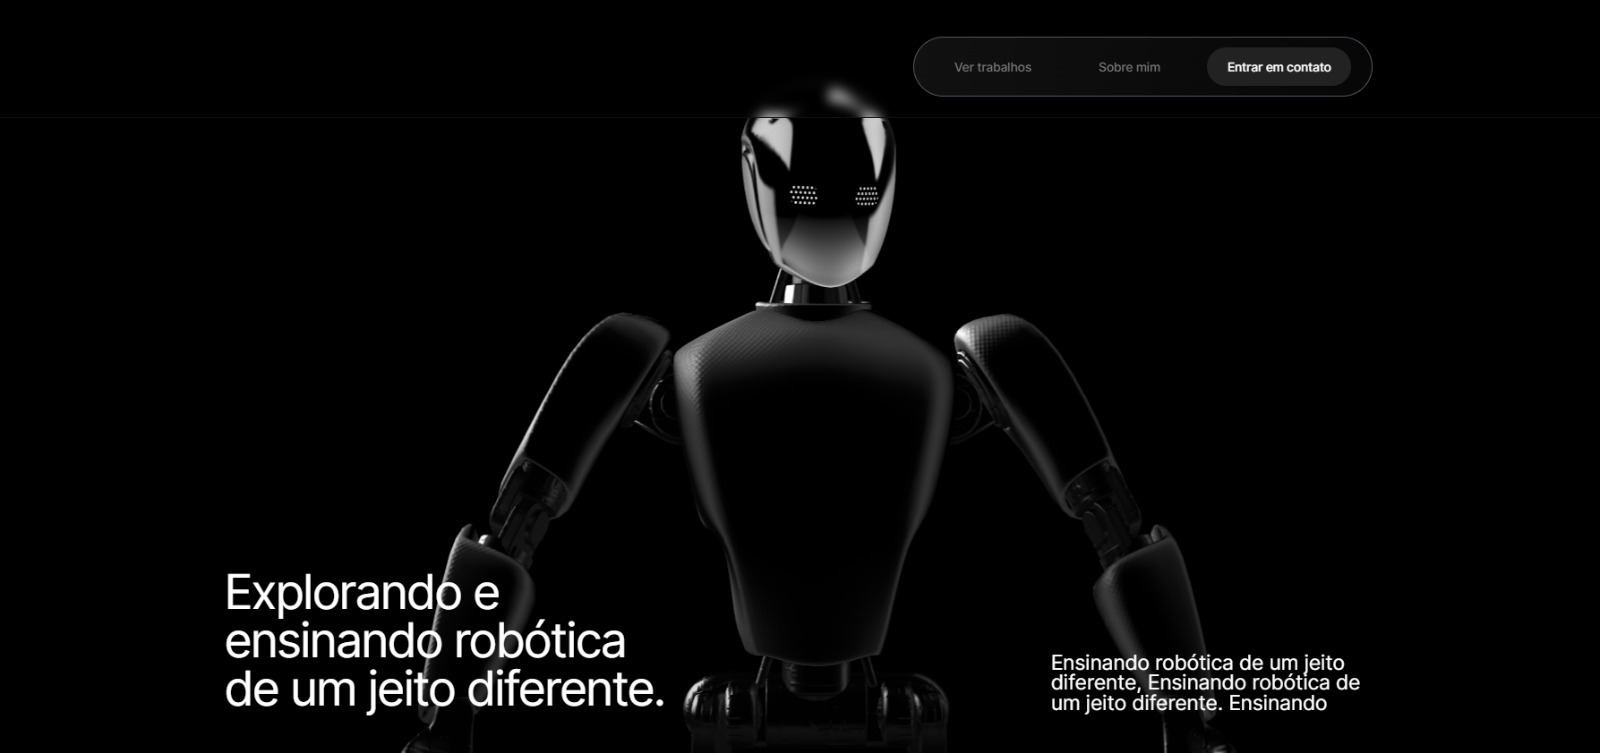 Ver trabalhos
Sobre mim
Entrar em contato
Explorando e
ensinando robótica
de um jeito diferente.
Ensinando robótica de um jeito
diferente, Ensinando robótica de
um jeito diferente. Ensinando